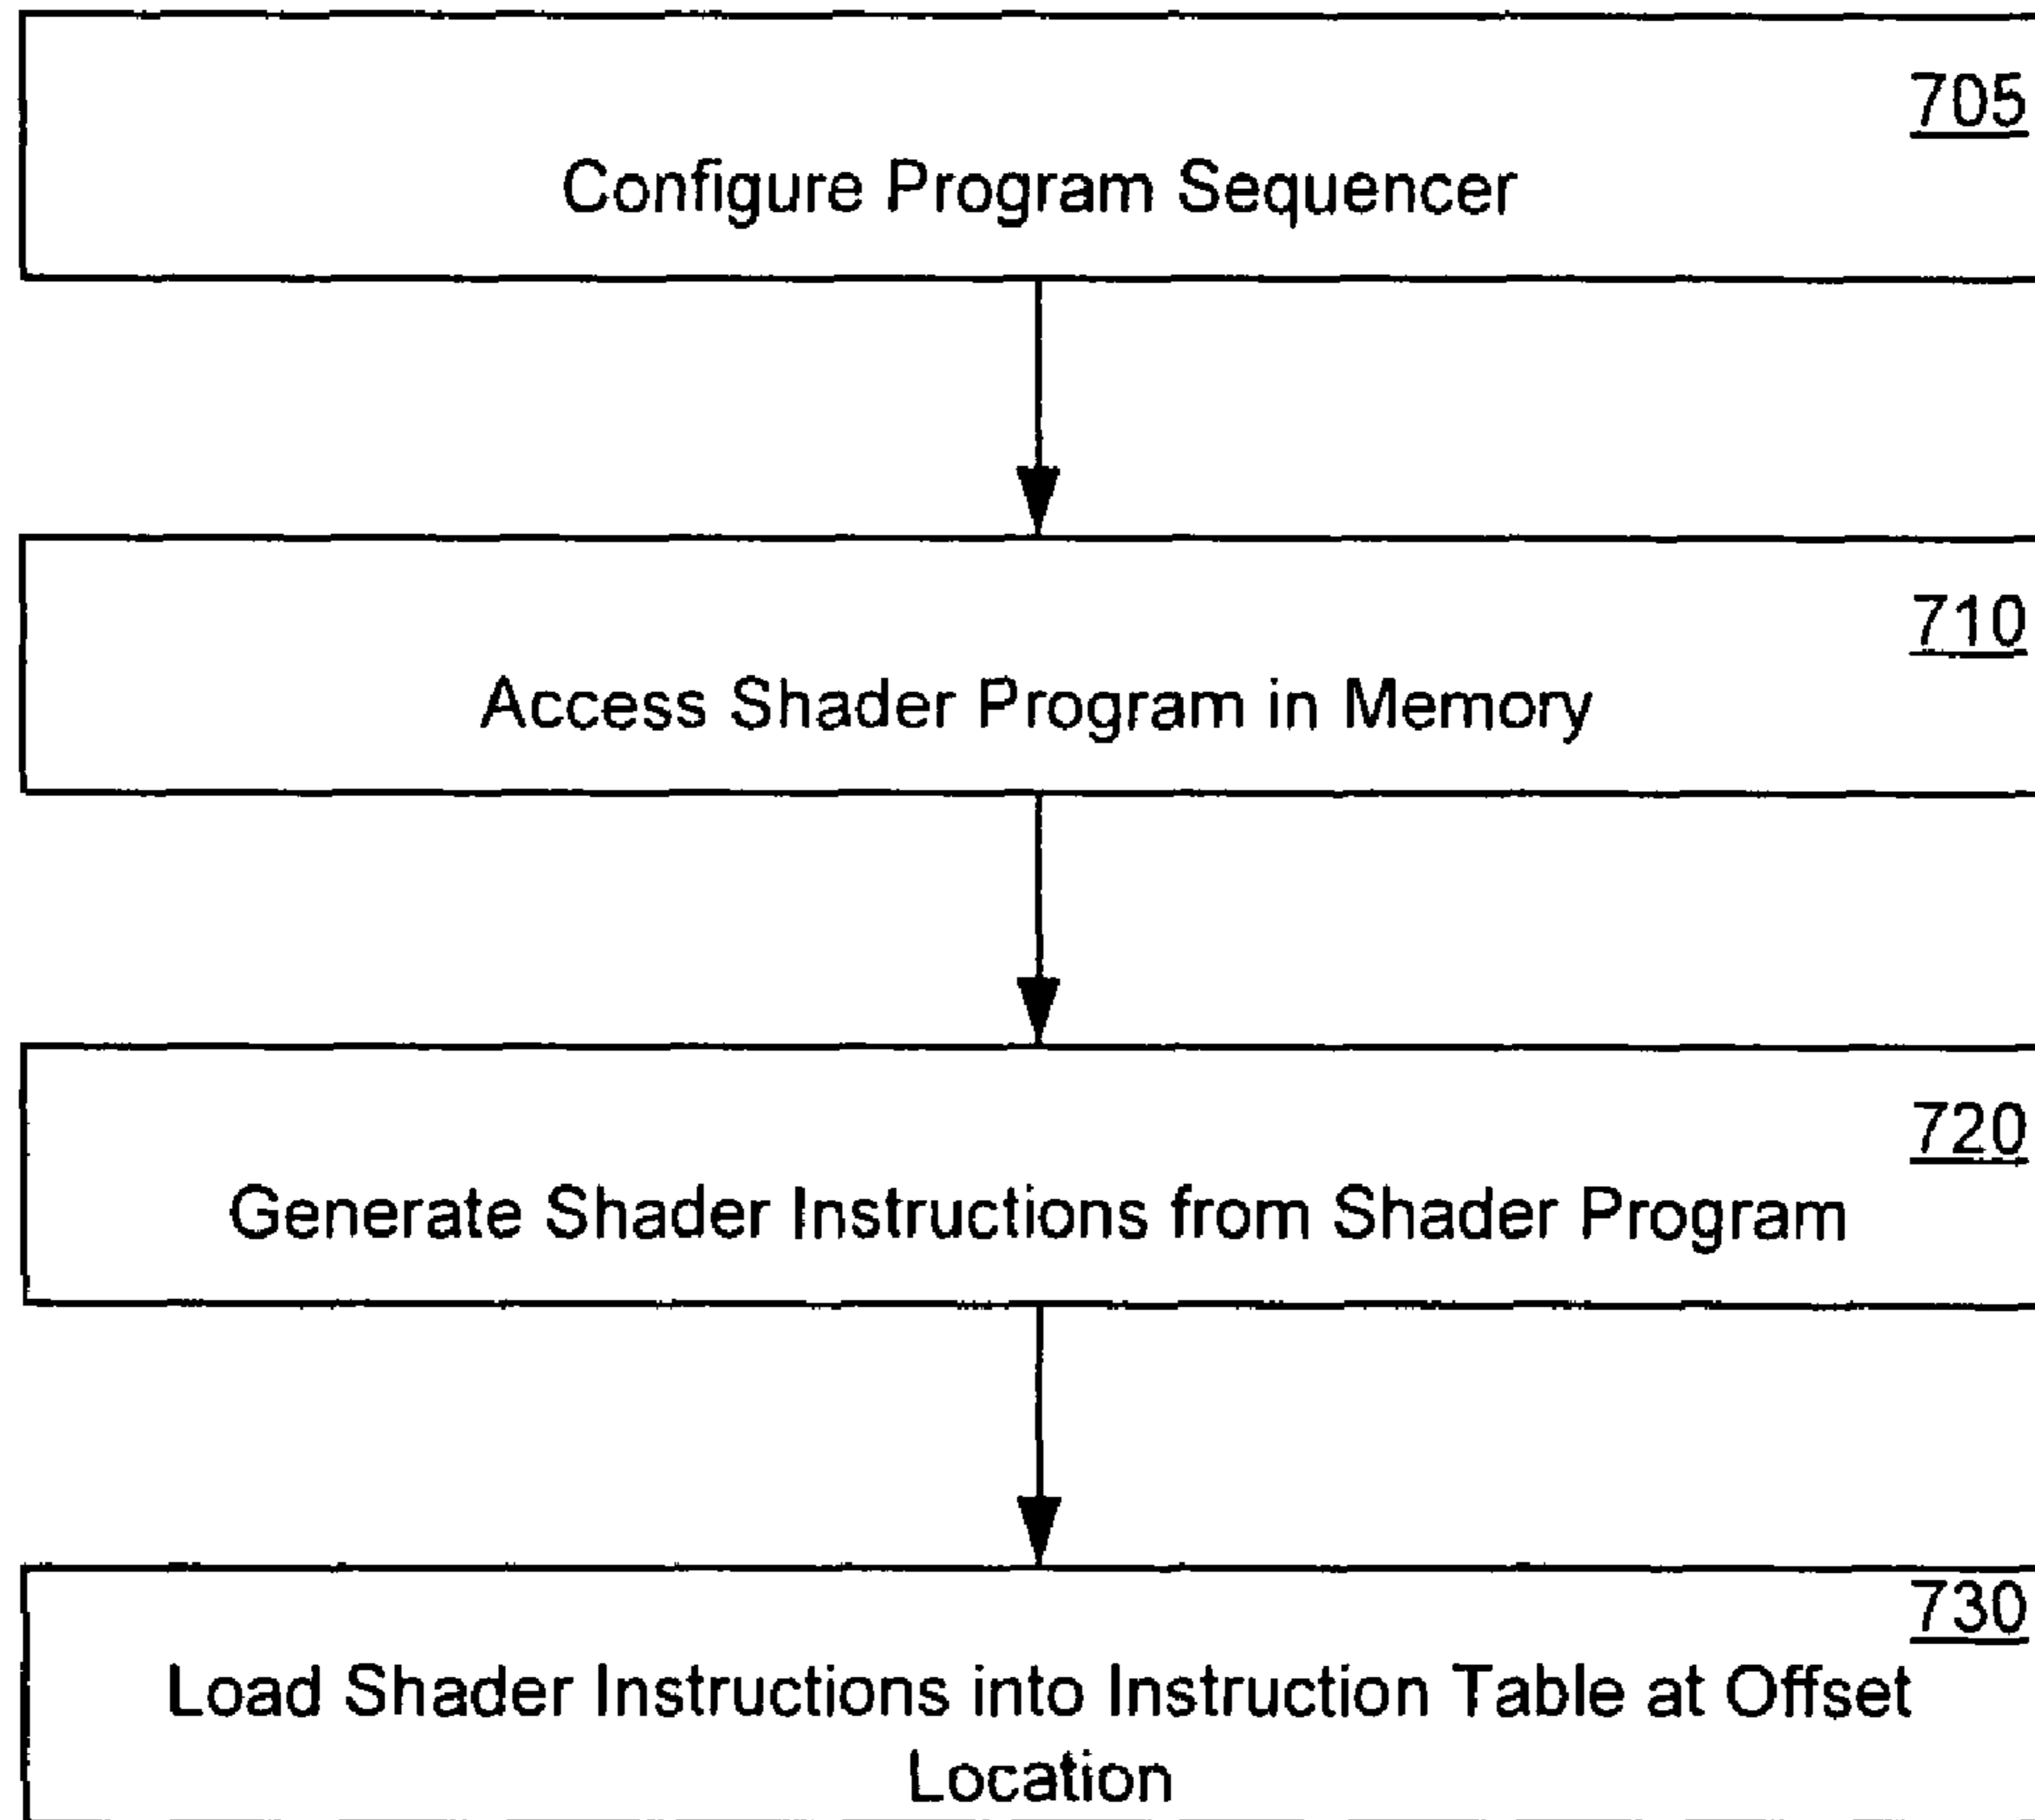 705
Configure Program Sequencer
710
Access Shader Program in Memory
720
Generate Shader Instructions from Shader Program
730
Load Shader Instructions into Instruction Table at Offset
Location